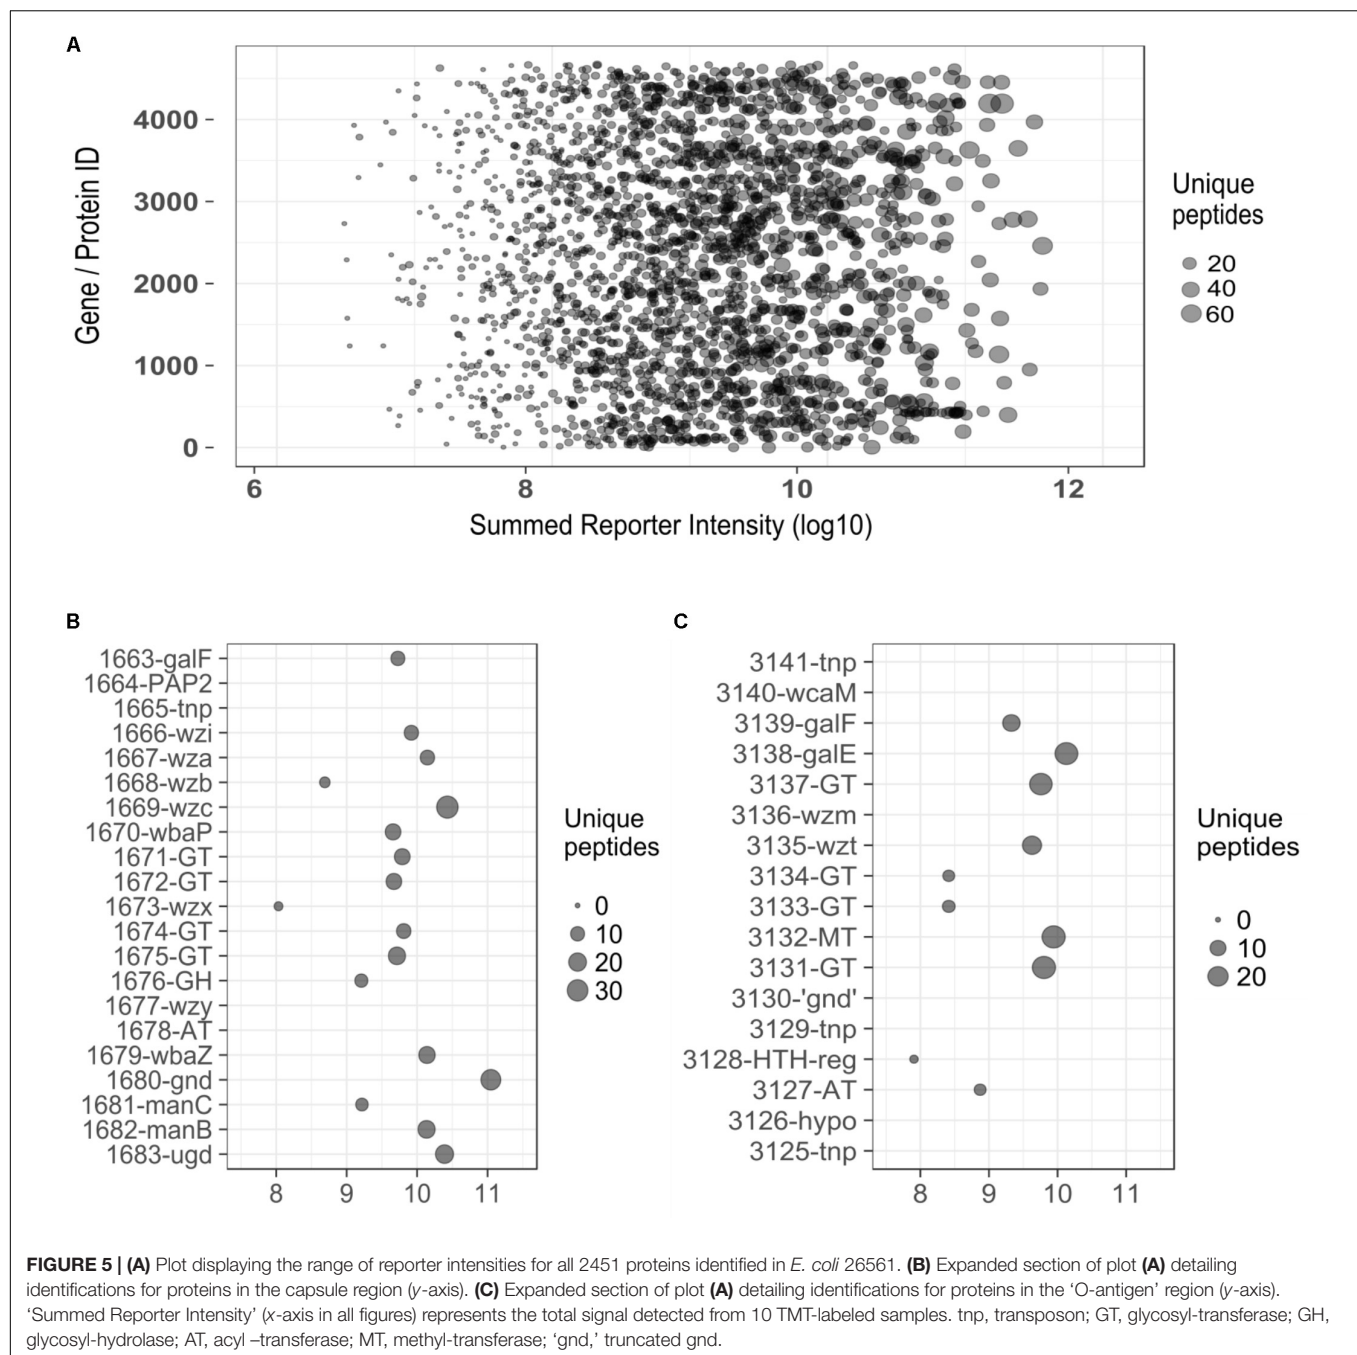 A
Gene / Protein ID
4000
3000
2000
1000
0
6 8 10 12
Summed Reporter Intensity (log10)
Unique
peptides
20
40
60
B
1663-galF
1664-PAP2
1665-tnp
1666-wzi
1667-wza
1668-wzb
1669-wzc
1670-wbaP
1671-GT
1672-GT
1673-wzx
1674-GT
1675-GT
1676-GH
1677-wzy
1678-AT
1679-wbaZ
1680-gnd
1681-manC
1682-manB
1683-ugd
8 9 10 11
Unique
peptides
0
10
20
30
C
3141-tnp
3140-wcaM
3139-galF
3138-galE
3137-GT
3136-wzm
3135-wzt
3134-GT
3133-GT
3132-MT
3131-GT
3130-'gnd'
3129-tnp
3128-HTH-reg
3127-AT
3126-hypo
3125-tnp
8 9 10 11
Unique
peptides
0
10
20
FIGURE 5 | (A) Plot displaying the range of reporter intensities for all 2451 proteins identified in E. coli 26561. (B) Expanded section of plot (A) detailing
identifications for proteins in the capsule region (y-axis). (C) Expanded section of plot (A) detailing identifications for proteins in the ‘O-antigen’ region (y-axis).
‘Summed Reporter Intensity’ (x-axis in all figures) represents the total signal detected from 10 TMT-labeled samples. tnp, transposon; GT, glycosyl-transferase; GH,
glycosyl-hydrolase; AT, acyl –transferase; MT, methyl-transferase; ‘gnd,’ truncated gnd.